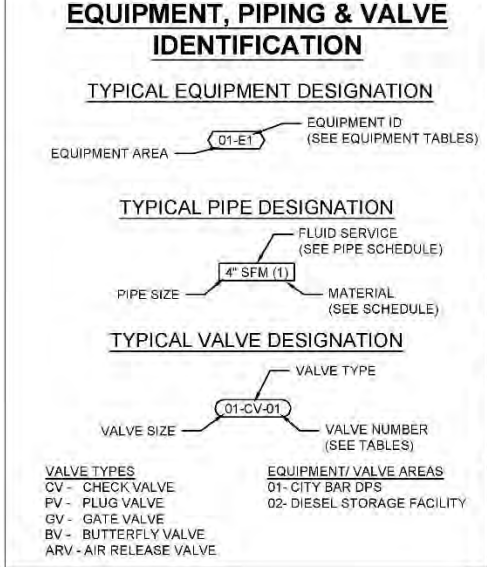 EQUIPMENT, PIPING & VALVE
IDENTIFICATION
TYPICAL EQUIPMENT DESIGNATION
EQUIPMENT ID
(SEE EQUIPMENT TABLES)
01-E1
EQUIPMENT AREA
TYPICAL PIPE DESIGNATION
FLUID SERVICE
(SEE PIPE SCHEDULE)
4" SFM (1)
PIPE SIZE
MATERIAL
(SEE SCHEDULE)
TYPICAL VALVE DESIGNATION
VALVE TYPE
01-CV-01
VALVE SIZE
VALVE NUMBER
(SEE TABLES)
VALVE TYPES
CV - CHECK VALVE
PV - PLUG VALVE
GV - GATE VALVE
BV - BUTTERFLY VALVE
ARV - AIR RELEASE VALVE
EQUIPMENT/ VALVE AREAS
01- CITY BAR DPS
02- DIESEL STORAGE FACILITY